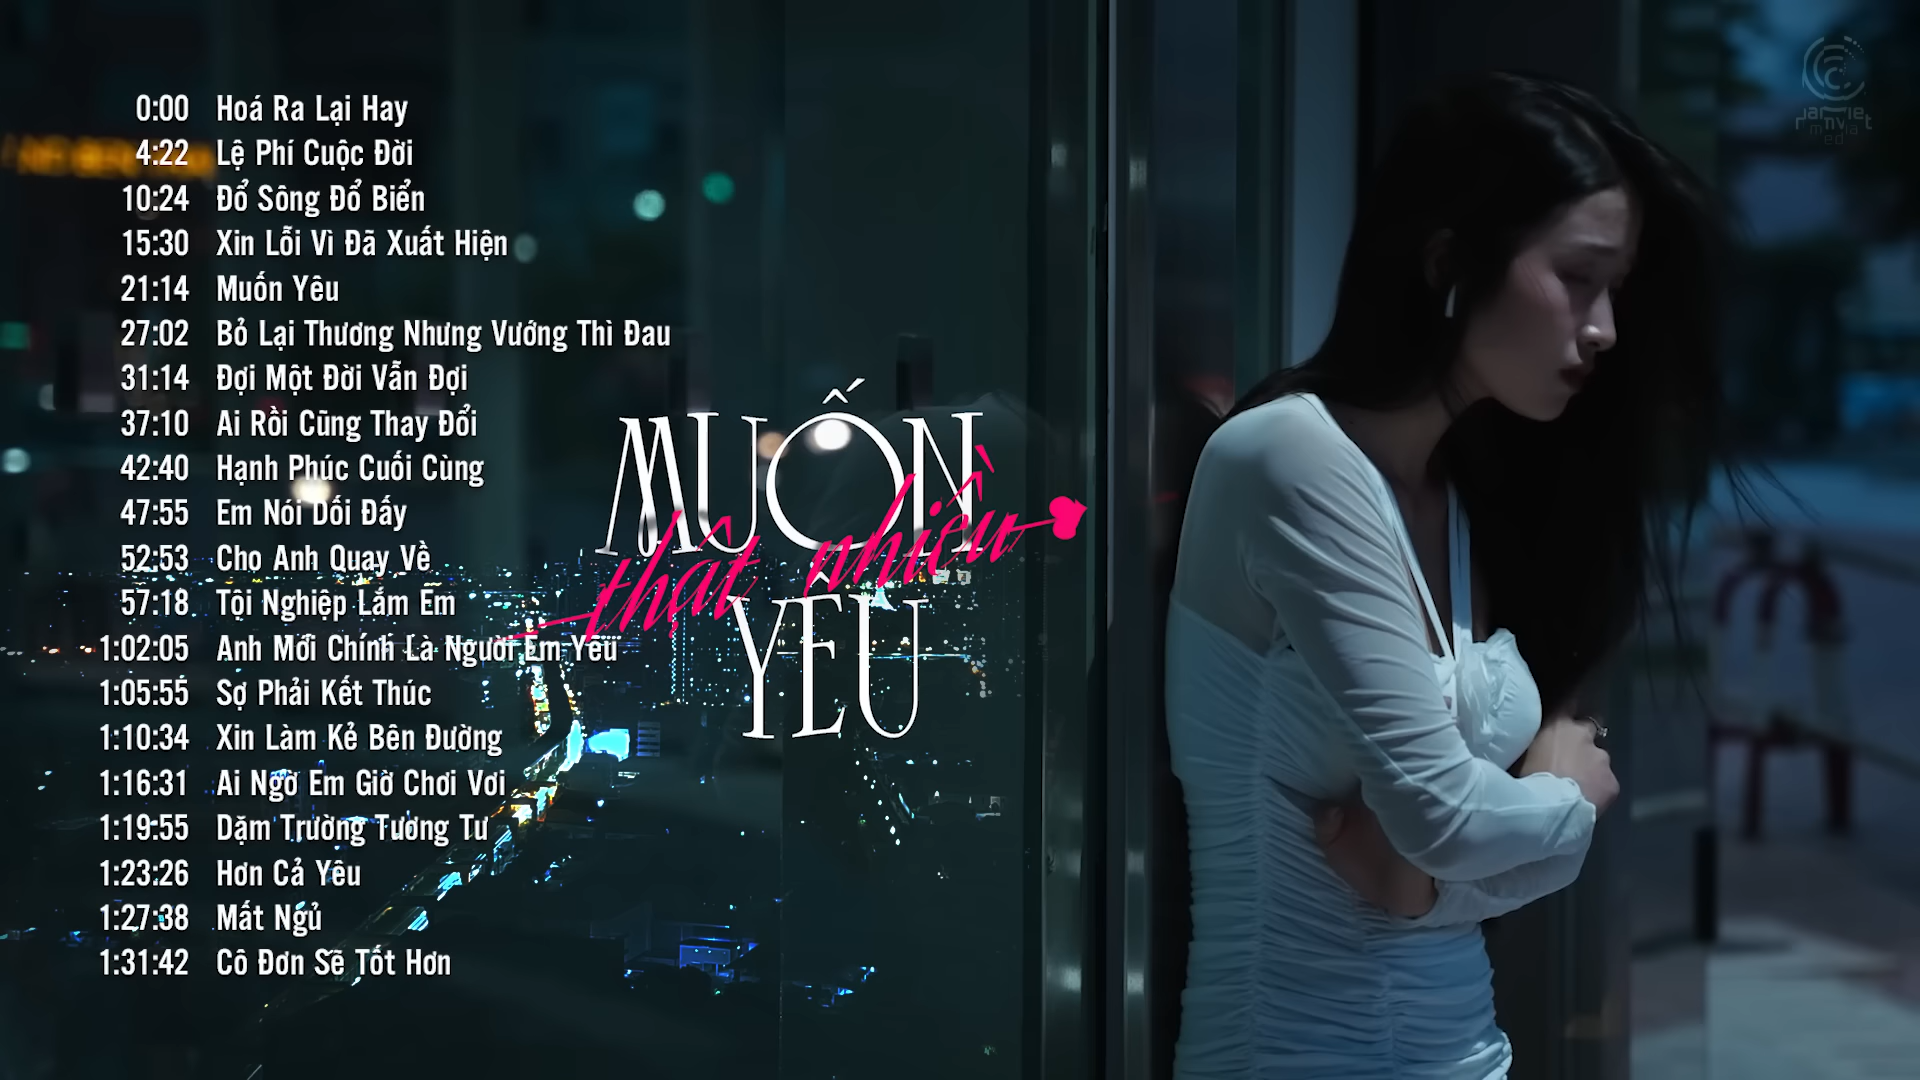 0:00 Hoá Ra Lại Hay
4:22 Lệ Phí Cuộc Đời
10:24 Đổ Sông Đổ Biển
15:30 Xin Lỗi Vì Đã Xuất Hiện
21:14 Muốn Yêu
27:02 Bỏ Lại Thương Nhưng Vướng Thì Đau
31:14 Đợi Một Đời Vẫn Đợi
37:10 Ai Rồi Cũng Thay Đổi
42:40 Hạnh Phúc Cuối Cùng
47:55 Em Nói Dối Đấy
52:53 Cho Anh Quay Về
57:18 Tội Nghiệp Lắm Em
1:02:05 Anh Mới Chính Là Người Em Yêu
1:05:55 Sợ Phải Kết Thúc
1:10:34 Xin Làm Kẻ Bên Đường
1:16:31 Ai Ngờ Em Giờ Chơi Vơi
1:19:55 Dặm Trường Tương Tư
1:23:26 Hơn Cả Yêu
1:27:38 Mất Ngủ
1:31:42 Cô Đơn Sẽ Tốt Hơn
MUỐN
thật nhiều
YÊU
media